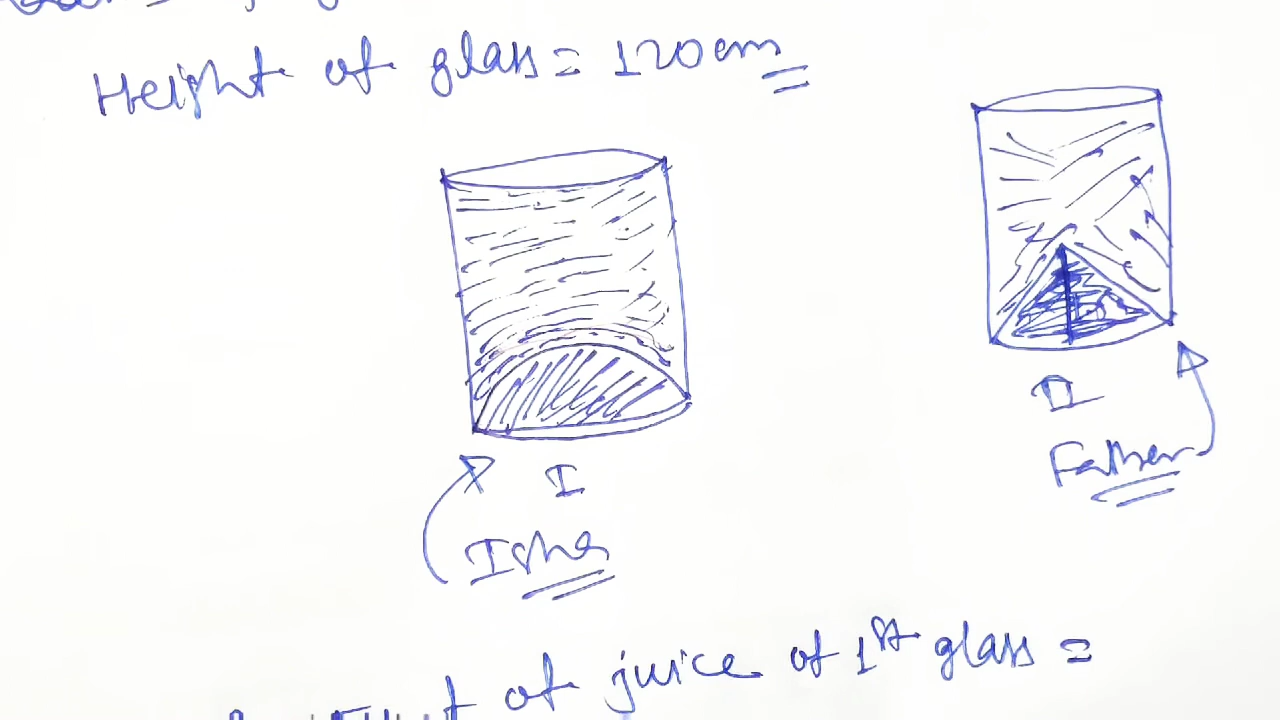 Height of glass = 120cm
I
II
Father
Isha
of juice of 1st glass =